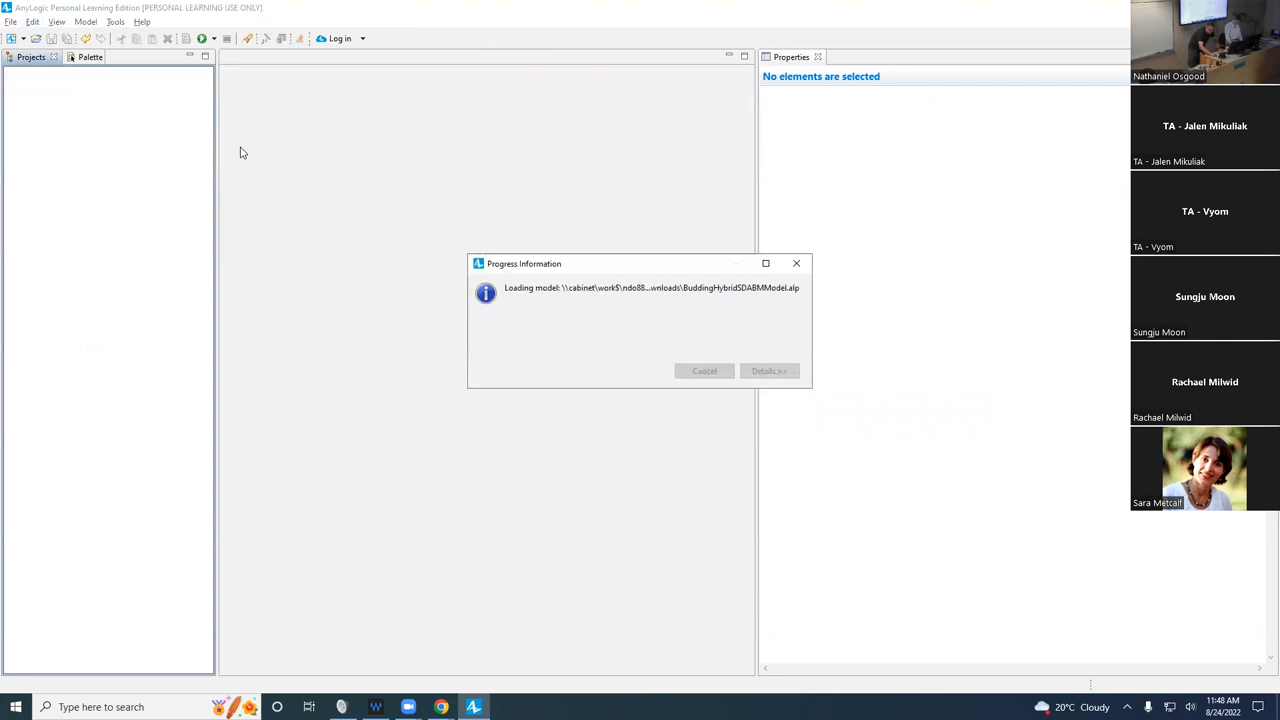 AnyLogic Personal Learning Edition [PERSONAL LEARNING USE ONLY]
File Edit View Model Tools Help
Log in
Projects
Palette
Properties
No elements are selected
Progress Information
Loading model: \\cabinet\work$\ndo88...wnloads\BuddingHybridSDABMModel.alp
Cancel
Details >>
Nathaniel Osgood
TA - Jalen Mikuliak
TA - Jalen Mikuliak
TA - Vyom
TA - Vyom
Sungju Moon
Sungju Moon
Rachael Milwid
Rachael Milwid
Sara Metcalf
Type here to search
20°C Cloudy
11:48 AM
8/24/2022